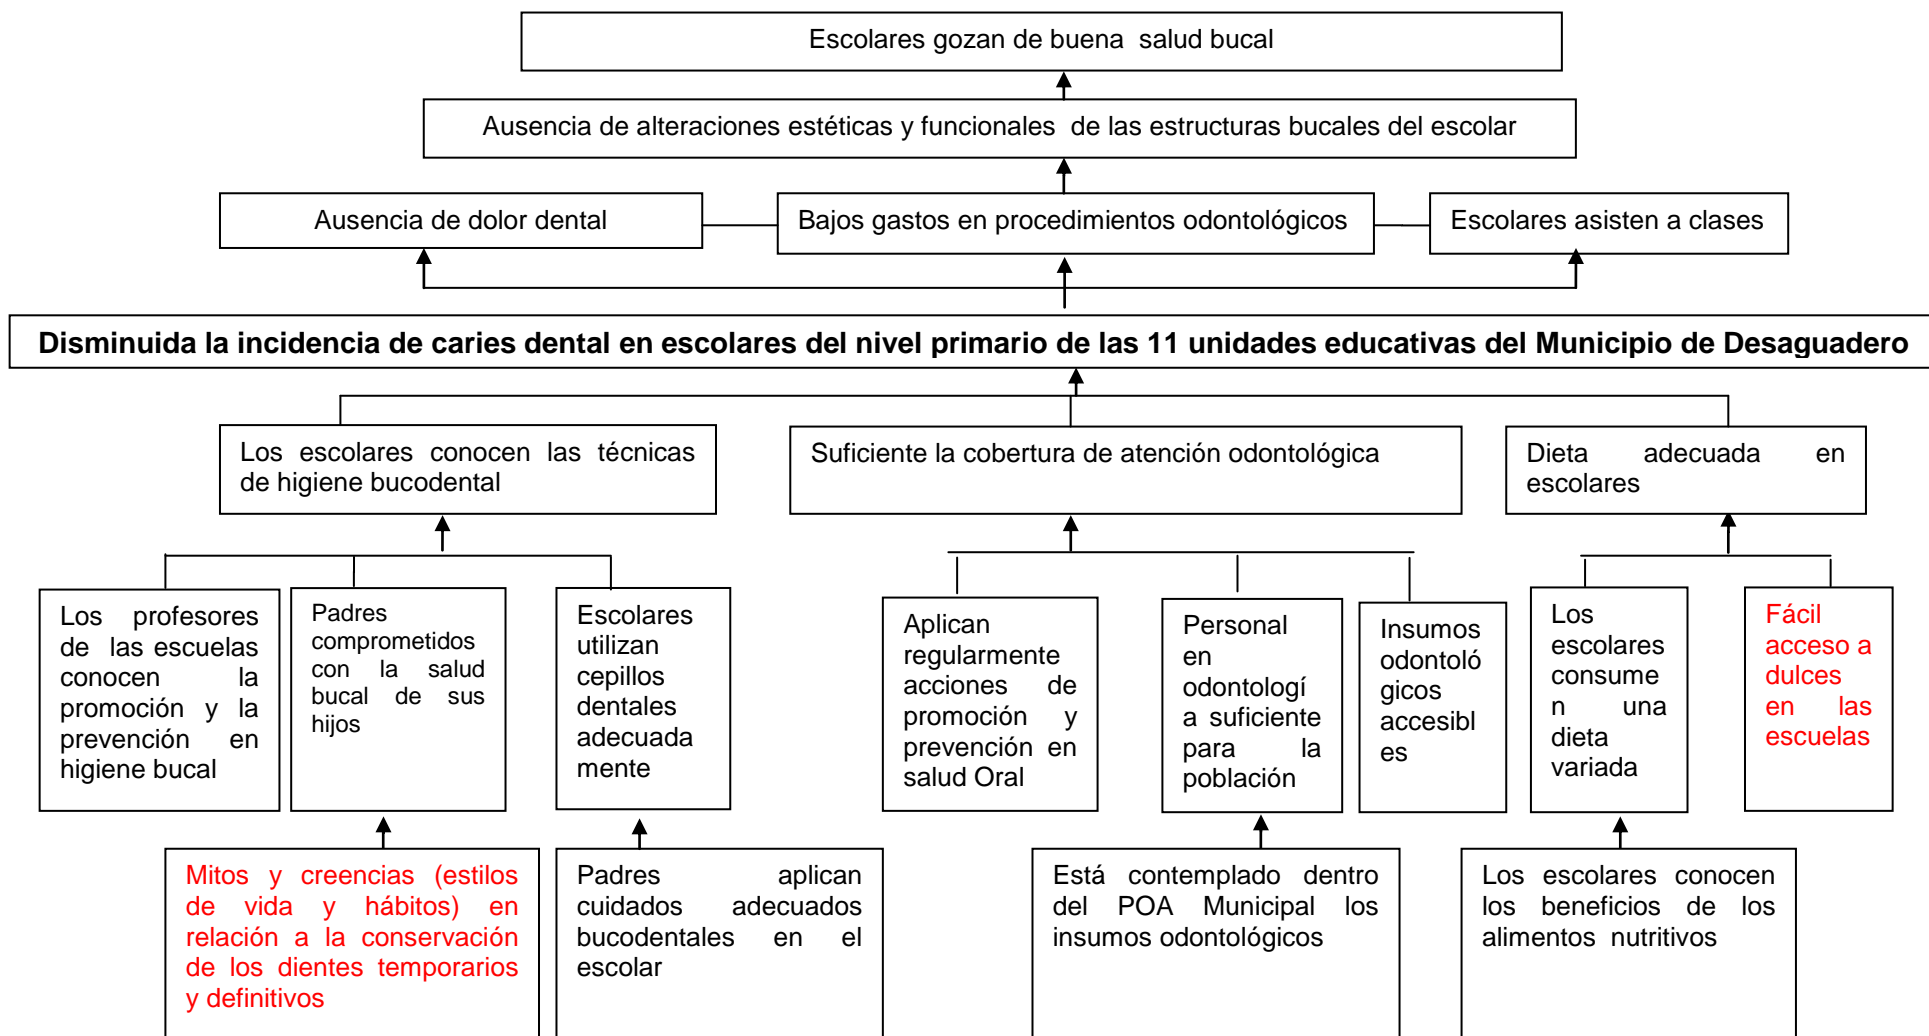 Escolares gozan de buena salud bucal
Ausencia de alteraciones estéticas y funcionales de las estructuras bucales del escolar
Ausencia de dolor dental
Bajos gastos en procedimientos odontológicos
Escolares asisten a clases
Disminuida la incidencia de caries dental en escolares del nivel primario de las 11 unidades educativas del Municipio de Desaguadero
Los escolares conocen las técnicas
de higiene bucodental
Suficiente la cobertura de atención odontológica
Dieta adecuada en
escolares
Los profesores
de las escuelas
conocen la
promoción y la
prevención en
higiene bucal
Padres
comprometidos
con la salud
bucal de sus
hijos
Escolares
utilizan
cepillos
dentales
adecuada
mente
Aplican
regularmente
acciones de
promoción y
prevención en
salud Oral
Personal
en
odontologí
a suficiente
para la
población
Insumos
odontoló
gicos
accesibl
es
Los
escolares
consume
n una
dieta
variada
Fácil
acceso a
dulces
en las
escuelas
Mitos y creencias (estilos
de vida y hábitos) en
relación a la conservación
de los dientes temporarios
y definitivos
Padres aplican
cuidados adecuados
bucodentales en el
escolar
Está contemplado dentro
del POA Municipal los
insumos odontológicos
Los escolares conocen
los beneficios de los
alimentos nutritivos